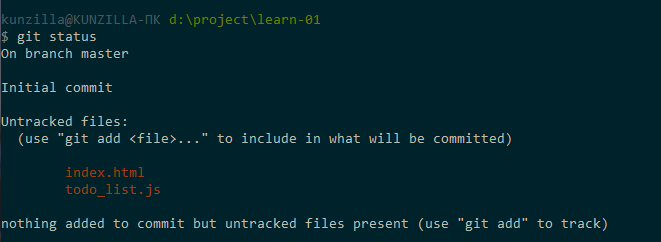 kunzilla@KUNZILLA-ПК d:\project\learn-01
$ git status
On branch master
Initial commit
Untracked files:
(use "git add <file>..." to include in what will be committed)
index.html
todo_list.js
nothing added to commit but untracked files present (use "git add" to track)